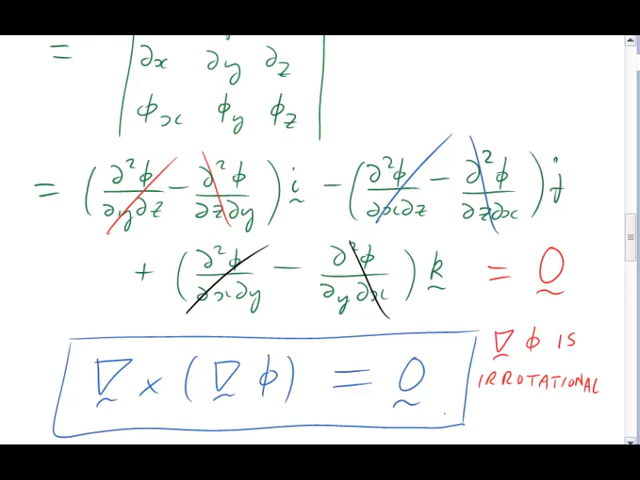 = | ∂x ∂y ∂z |
| ϕx ϕy ϕz |
= (∂²ϕ/∂y∂z − ∂²ϕ/∂z∂y) i − (∂²ϕ/∂x∂z − ∂²ϕ/∂z∂x) j
+ (∂²ϕ/∂x∂y − ∂²ϕ/∂y∂x) k = 0
∇ × (∇ ϕ) = 0
∇ ϕ IS
IRROTATIONAL